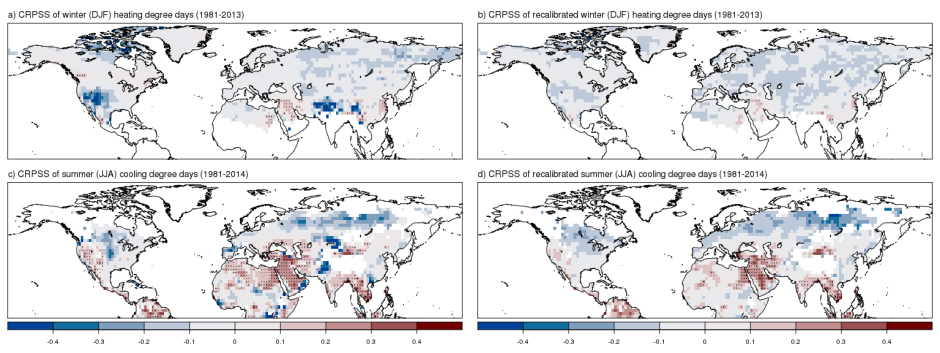 a) CRPSS of winter (DJF) heating degree days (1981-2013)
b) CRPSS of recalibrated winter (DJF) heating degree days (1981-2013)
c) CRPSS of summer (JJA) cooling degree days (1981-2014)
d) CRPSS of recalibrated summer (JJA) cooling degree days (1981-2014)
-0.4 -0.3 -0.2 -0.1 0 0.1 0.2 0.3 0.4
-0.4 -0.3 -0.2 -0.1 0 0.1 0.2 0.3 0.4